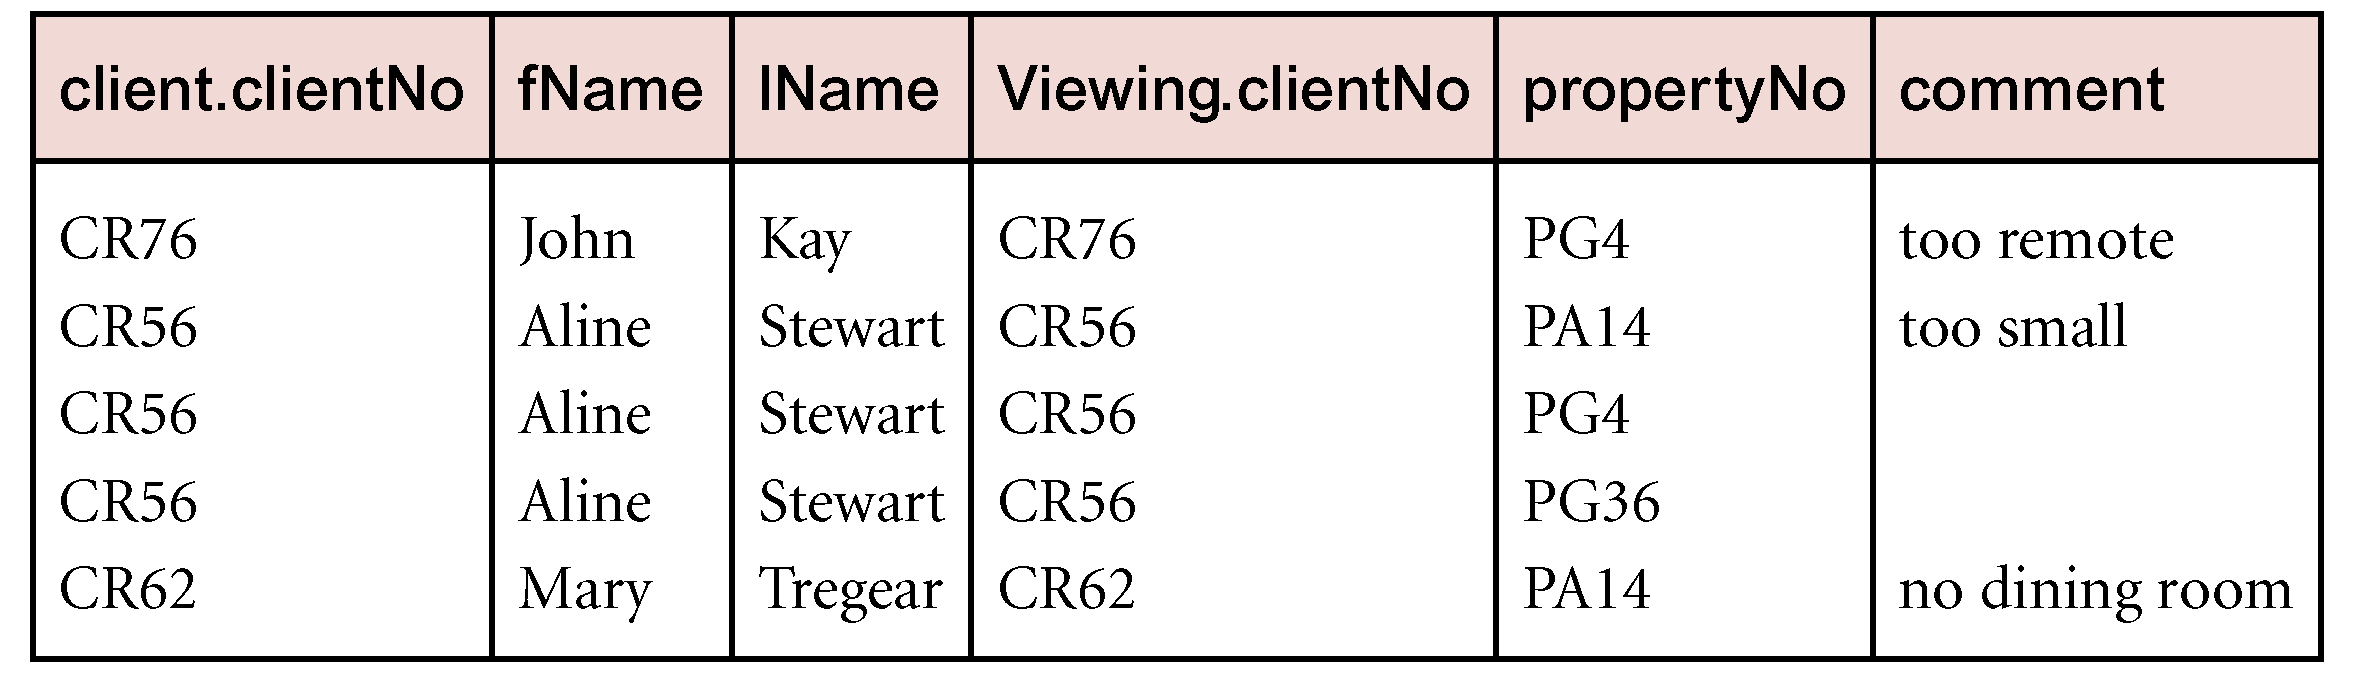 client.clientNo fName lName Viewing.clientNo propertyNo comment
CR76 John Kay CR76 PG4 too remote
CR56 Aline Stewart CR56 PA14 too small
CR56 Aline Stewart CR56 PG4
CR56 Aline Stewart CR56 PG36
CR62 Mary Tregear CR62 PA14 no dining room